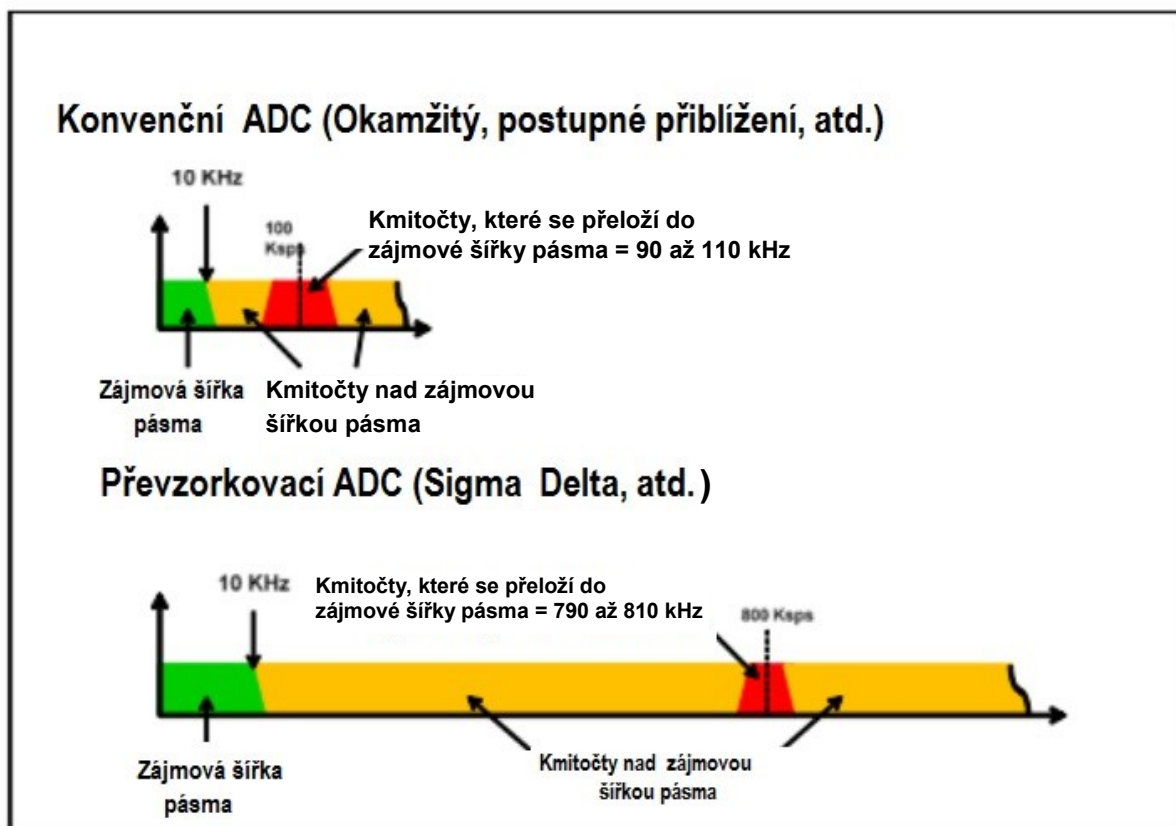 Konvenční ADC (Okamžitý, postupné přiblížení, atd.)
10 KHz
100
Ksps
Kmitočty, které se přeloží do
zájmové šířky pásma = 90 až 110 kHz
Zájmová šířka
pásma
Kmitočty nad zájmovou
šířkou pásma
Převzorkovací ADC (Sigma Delta, atd.)
10 KHz
Kmitočty, které se přeloží do
zájmové šířky pásma = 790 až 810 kHz
800 Ksps
Zájmová šířka
pásma
Kmitočty nad zájmovou
šířkou pásma